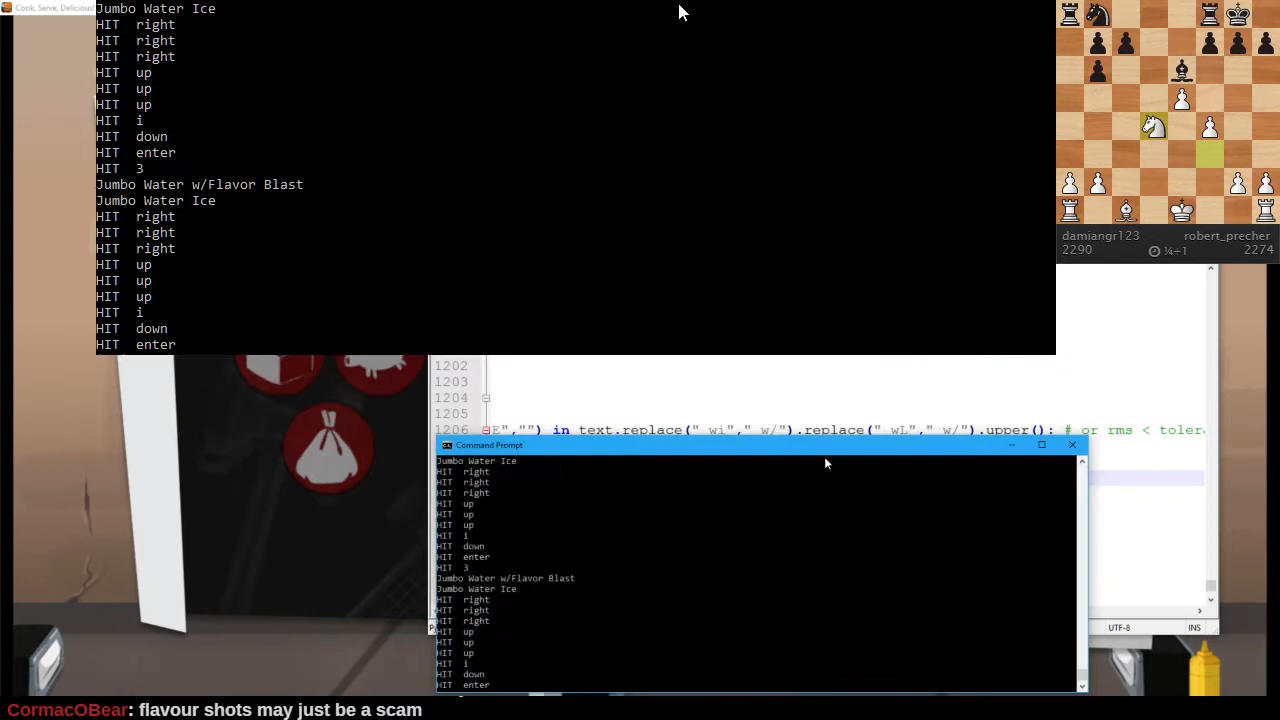 Cook, Serve, Delicious!
Jumbo Water Ice
HIT right
HIT right
HIT right
HIT up
HIT up
HIT up
HIT i
HIT down
HIT enter
HIT 3
Jumbo Water w/Flavor Blast
Jumbo Water Ice
HIT right
HIT right
HIT right
HIT up
HIT up
HIT up
HIT i
HIT down
HIT enter
damiangr123 robert_precher
2290 ¼+1 2274
1202
1203
1204
1205
1206 E","") in text.replace(" wi"," w/").replace(" wL"," w/").upper(): # or rms < toler
Command Prompt
Jumbo Water Ice
HIT right
HIT right
HIT right
HIT up
HIT up
HIT up
HIT i
HIT down
HIT enter
HIT 3
Jumbo Water w/Flavor Blast
Jumbo Water Ice
HIT right
HIT right
HIT right
HIT up
HIT up
HIT up
HIT i
HIT down
HIT enter
UTF-8 INS
CormacOBear: flavour shots may just be a scam